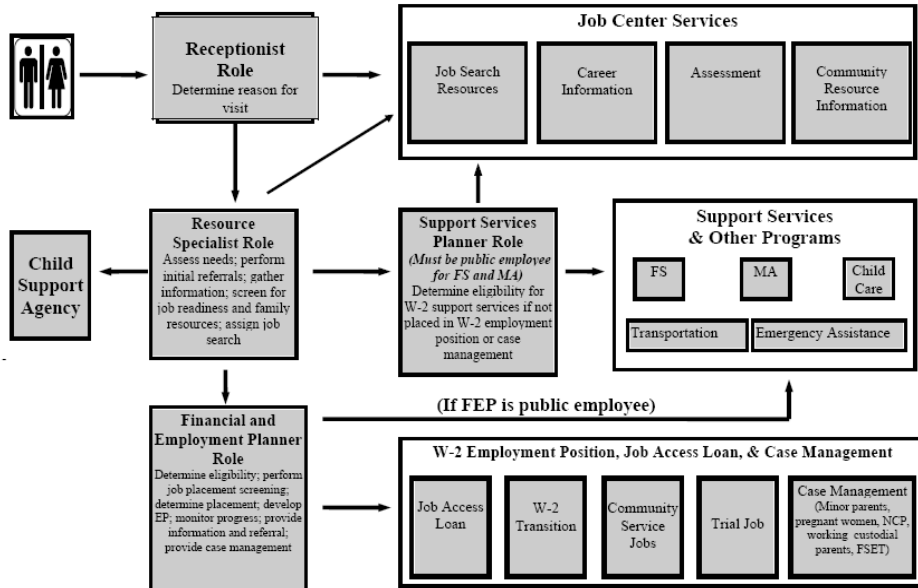 Receptionist
Role
Determine reason for
visit
Job Center Services
Job Search
Resources
Career
Information
Assessment
Community
Resource
Information
Child
Support
Agency
Resource
Specialist Role
Assess needs; perform
initial referrals; gather
information; screen for
job readiness and family
resources; assign job
search
Support Services
Planner Role
(Must be public employee
for FS and MA)
Determine eligibility for
W-2 support services if not
placed in W-2 employment
position or case
management
Support Services
& Other Programs
FS
MA
Child
Care
Transportation
Emergency Assistance
(If FEP is public employee)
Financial and
Employment Planner
Role
Determine eligibility; perform
job placement screening;
determine placement; develop
EP; monitor progress; provide
information and referral;
provide case management
W-2 Employment Position, Job Access Loan, & Case Management
Job Access
Loan
W-2
Transition
Community
Service
Jobs
Trial Job
Case Management
(Minor parents,
pregnant women, NCP,
working custodial
parents, FSET)